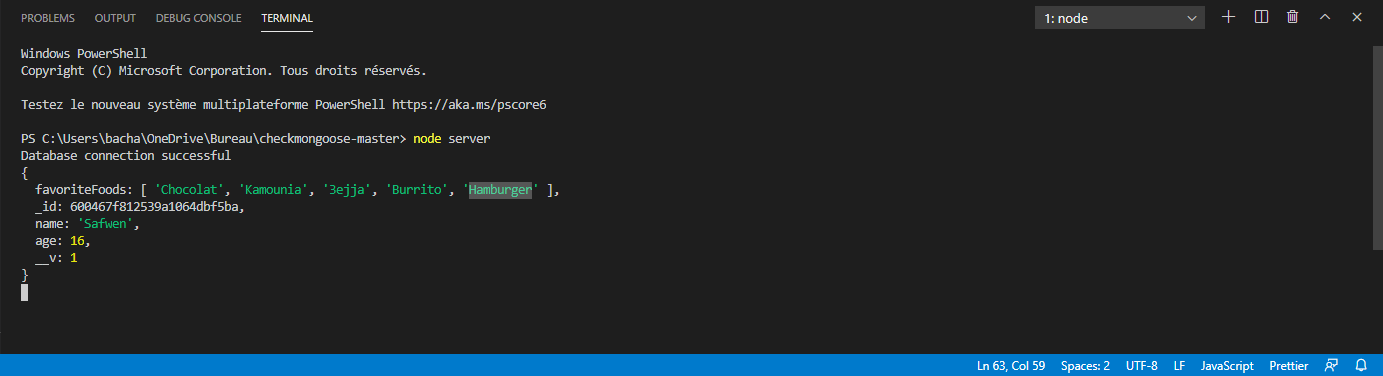 PROBLEMS OUTPUT DEBUG CONSOLE TERMINAL 1: node
Windows PowerShell
Copyright (C) Microsoft Corporation. Tous droits réservés.
Testez le nouveau système multiplateforme PowerShell https://aka.ms/pscore6
PS C:\Users\bacha\OneDrive\Bureau\checkmongoose-master> node server
Database connection successful
{
favoriteFoods: [ 'Chocolat', 'Kamounia', '3ejja', 'Burrito', 'Hamburger' ],
_id: 600467f812539a1064dbf5ba,
name: 'Safwen',
age: 16,
__v: 1
}
Ln 63, Col 59 Spaces: 2 UTF-8 LF JavaScript Prettier